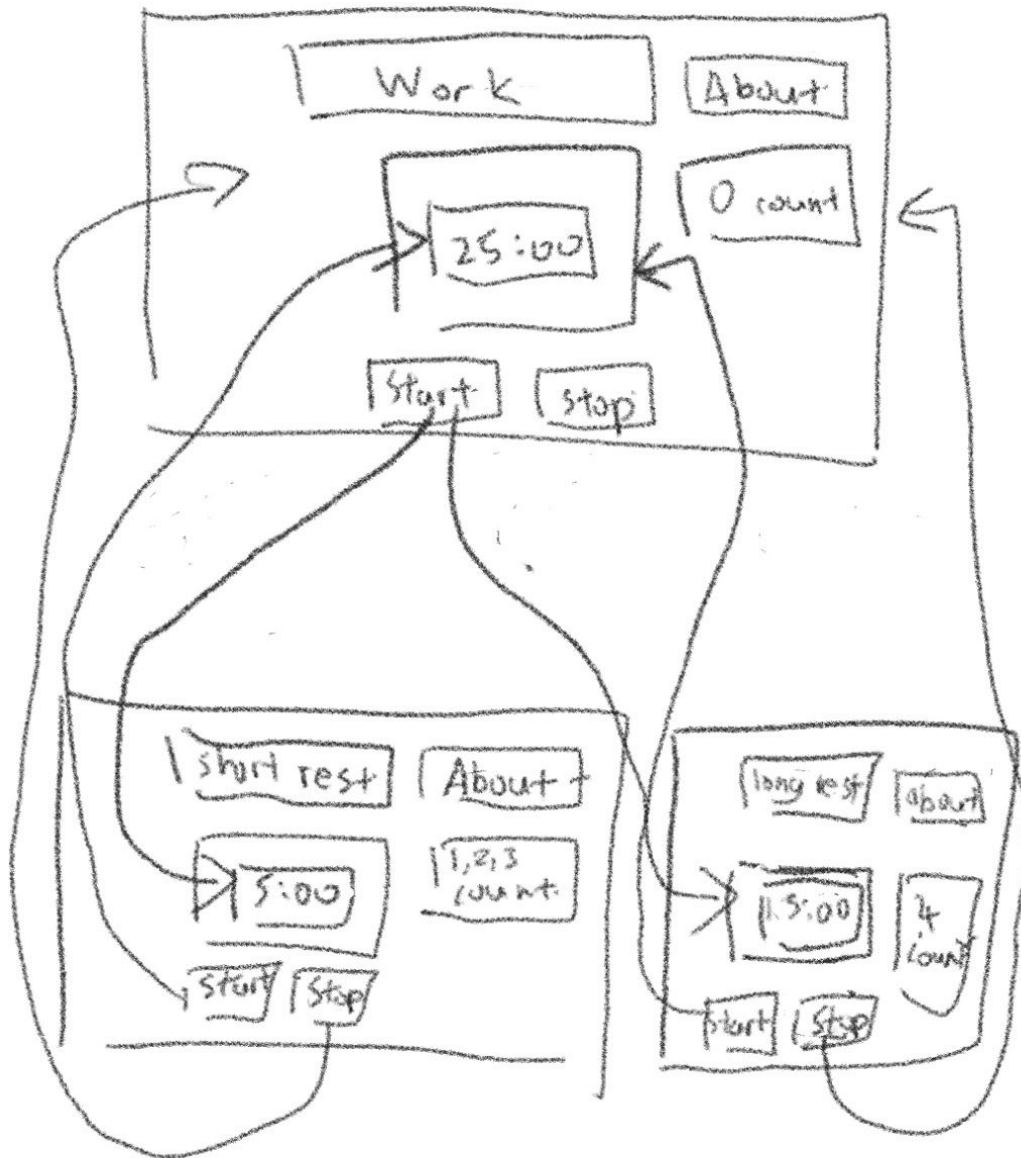 Work
About
25:00
0 count
Start
Stop
short rest
About
5:00
1,2,3
count
start
Stop
long rest
about
15:00
4
count
start
Stop